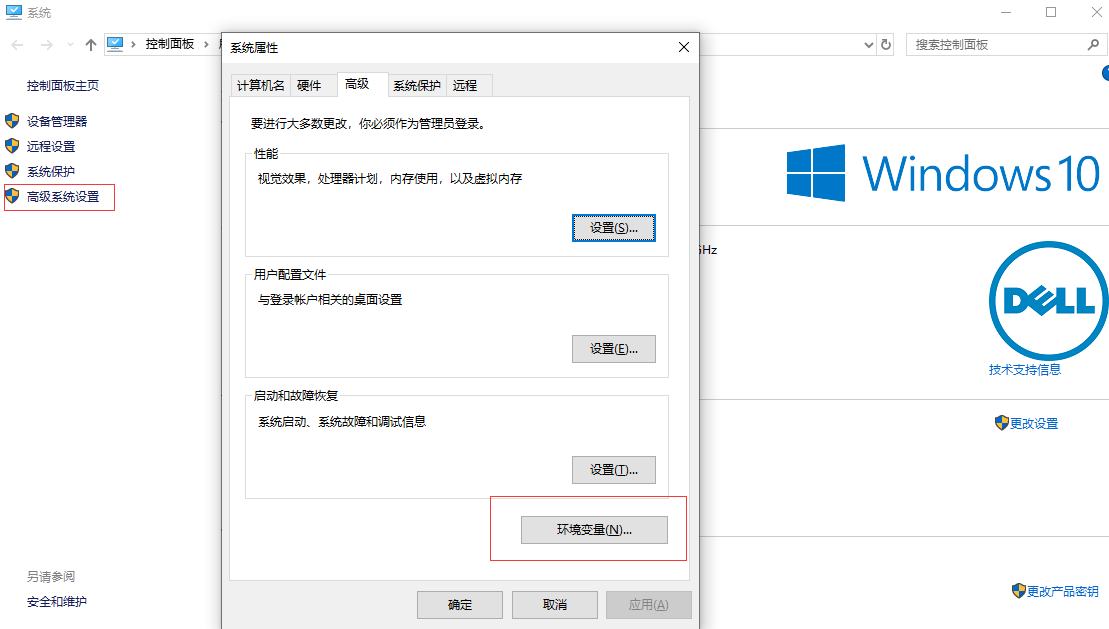 系统
控制面板
搜索控制面板
控制面板主页
设备管理器
远程设置
系统保护
高级系统设置
另请参阅
安全和维护
系统属性
计算机名 硬件 高级 系统保护 远程
要进行大多数更改，你必须作为管理员登录。
性能
视觉效果，处理器计划，内存使用，以及虚拟内存
设置(S)...
用户配置文件
与登录帐户相关的桌面设置
设置(E)...
启动和故障恢复
系统启动、系统故障和调试信息
设置(T)...
环境变量(N)...
确定 取消 应用(A)
Windows 10
GHz
DELL
技术支持信息
更改设置
更改产品密钥